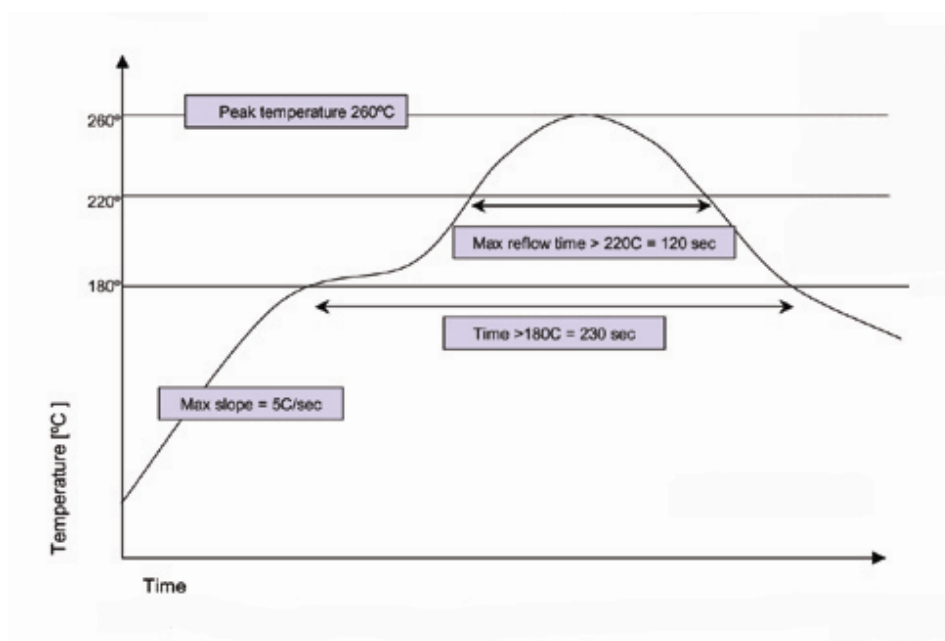 Peak temperature 260ºC
260º
220º
Max reflow time > 220C = 120 sec
180º
Time >180C = 230 sec
Max slope = 5C/sec
Temperature [ºC ]
Time